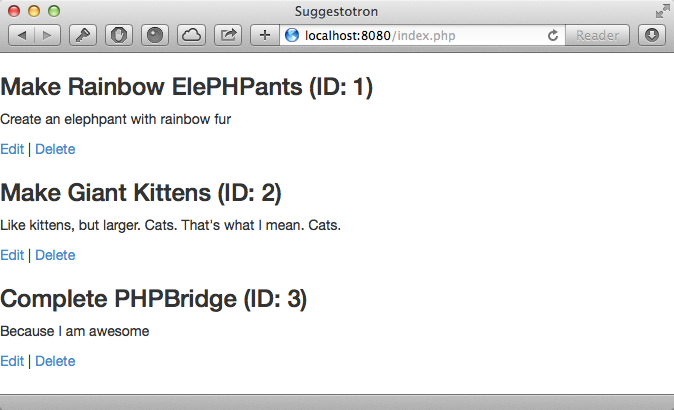 Suggestotron
localhost:8080/index.php
Reader
Make Rainbow ElePHPants (ID: 1)
Create an elephpant with rainbow fur
Edit | Delete
Make Giant Kittens (ID: 2)
Like kittens, but larger. Cats. That's what I mean. Cats.
Edit | Delete
Complete PHPBridge (ID: 3)
Because I am awesome
Edit | Delete